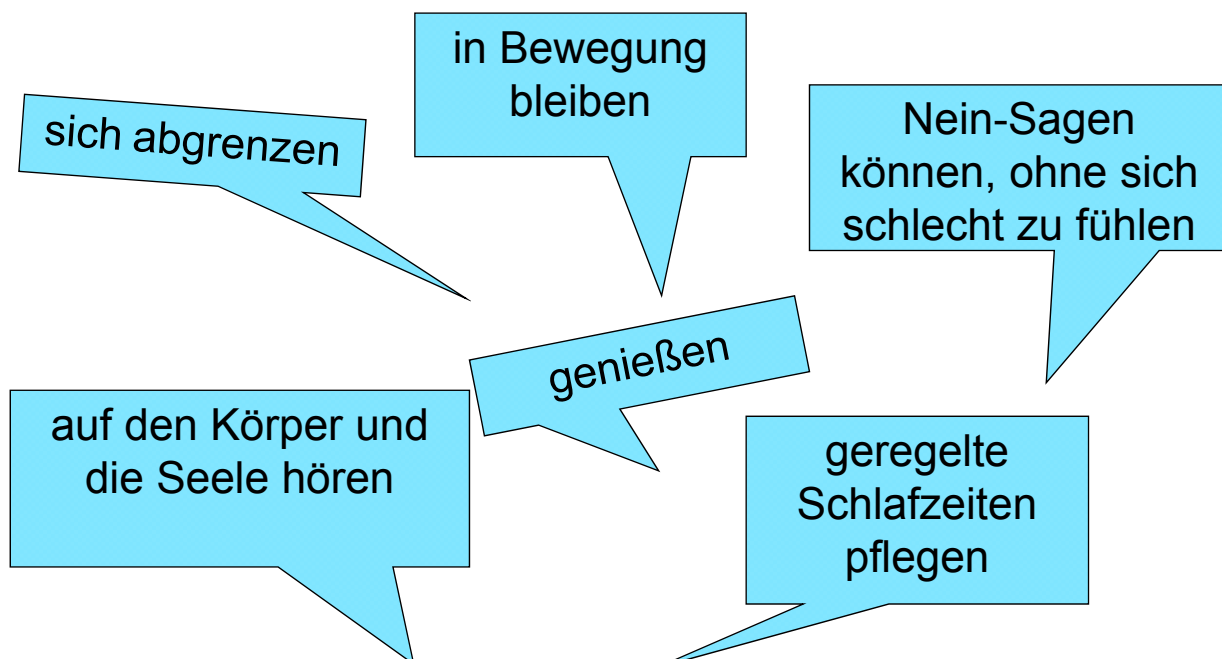 in Bewegung
bleiben
sich abgrenzen
Nein-Sagen
können, ohne sich
schlecht zu fühlen
genießen
auf den Körper und
die Seele hören
geregelte
Schlafzeiten
pflegen